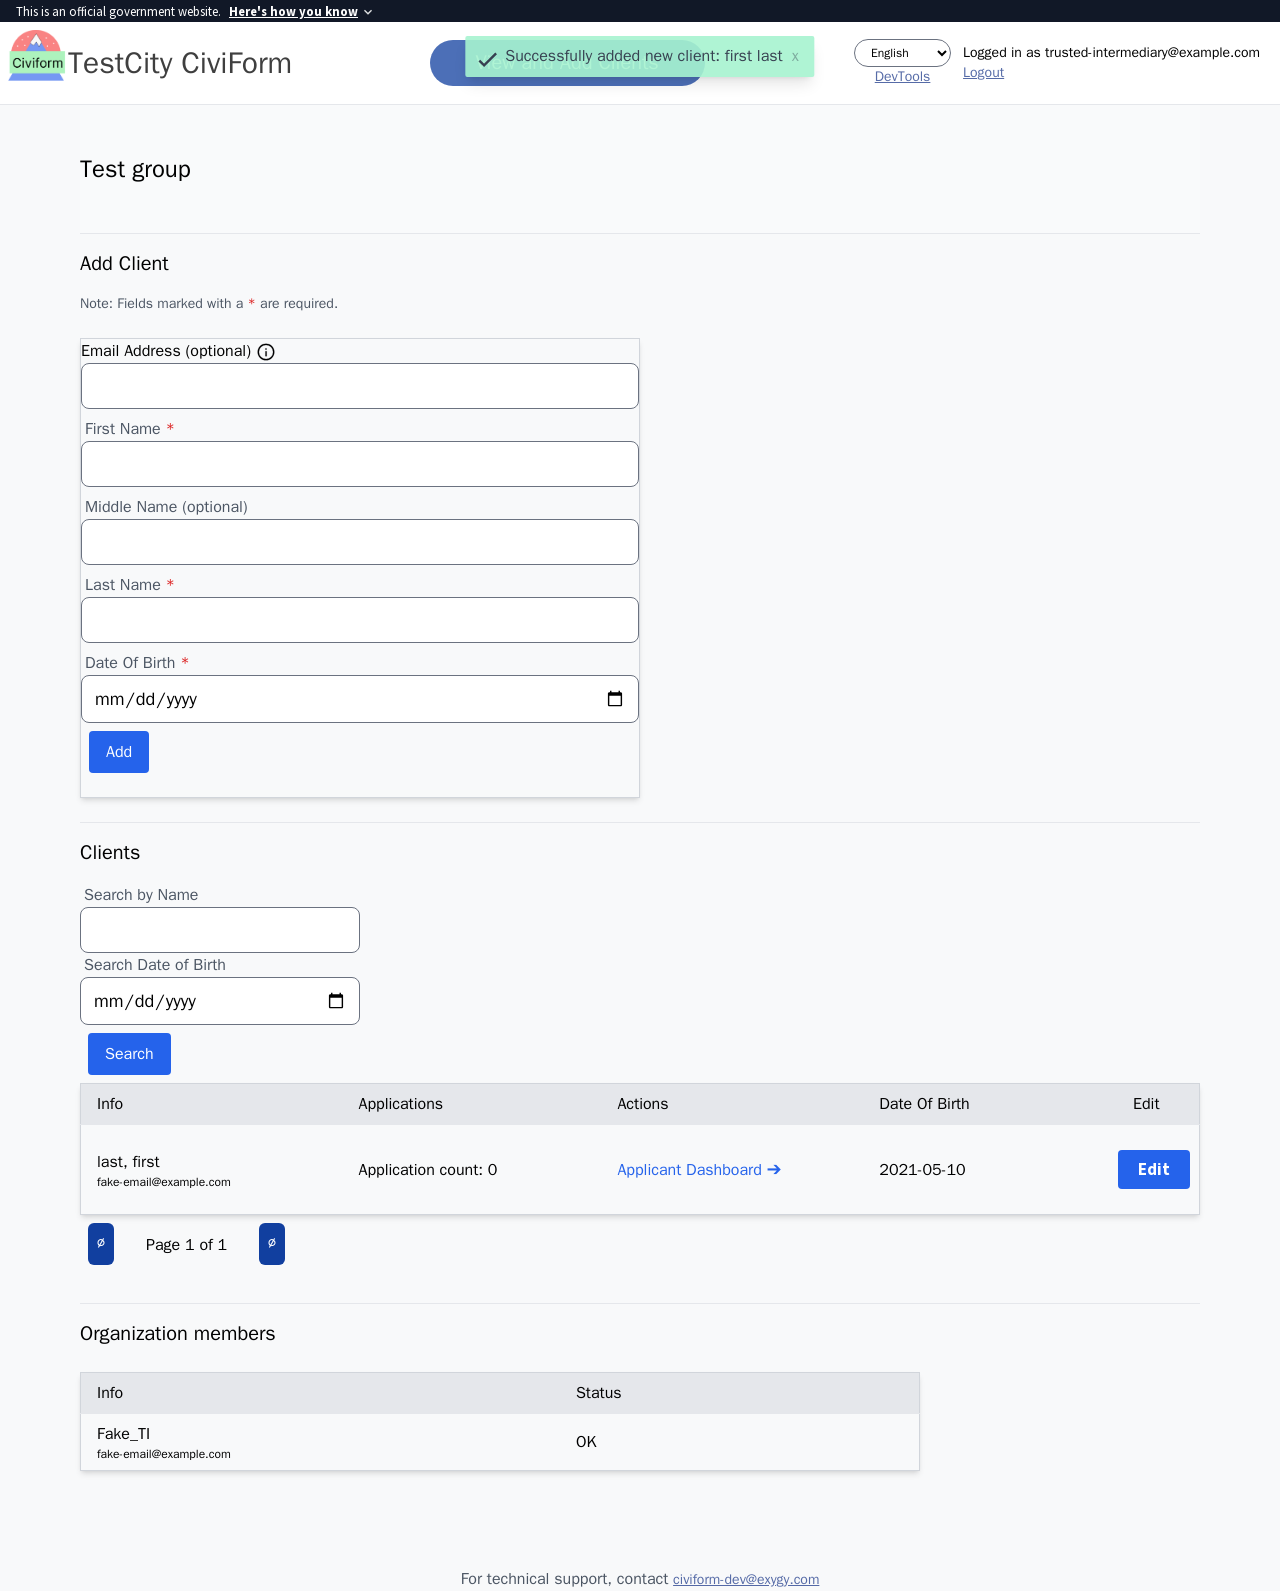 This is an official government website. Here's how you know
Civiform
TestCity CiviForm
Successfully added new client: first last x
English
DevTools
Logged in as trusted-intermediary@example.com
Logout
Test group
Add Client
Note: Fields marked with a * are required.
Email Address (optional)
First Name *
Middle Name (optional)
Last Name *
Date Of Birth *
mm/dd/yyyy
Add
Clients
Search by Name
Search Date of Birth
mm/dd/yyyy
Search
Info Applications Actions Date Of Birth Edit
last, first
fake-email@example.com
Application count: 0
Applicant Dashboard ➔
2021-05-10
Edit
∅ Page 1 of 1 ∅
Organization members
Info Status
Fake_TI
fake-email@example.com
OK
For technical support, contact civiform-dev@exygy.com